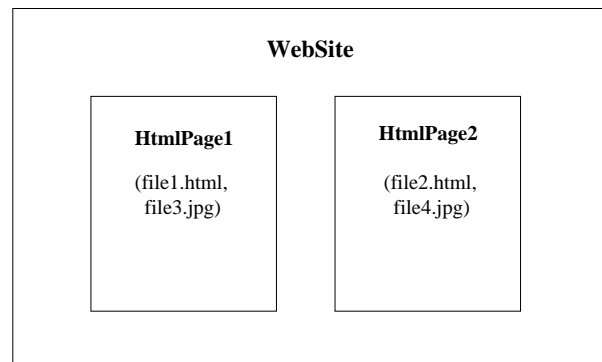 WebSite
HtmlPage1
(file1.html,
file3.jpg)
HtmlPage2
(file2.html,
file4.jpg)